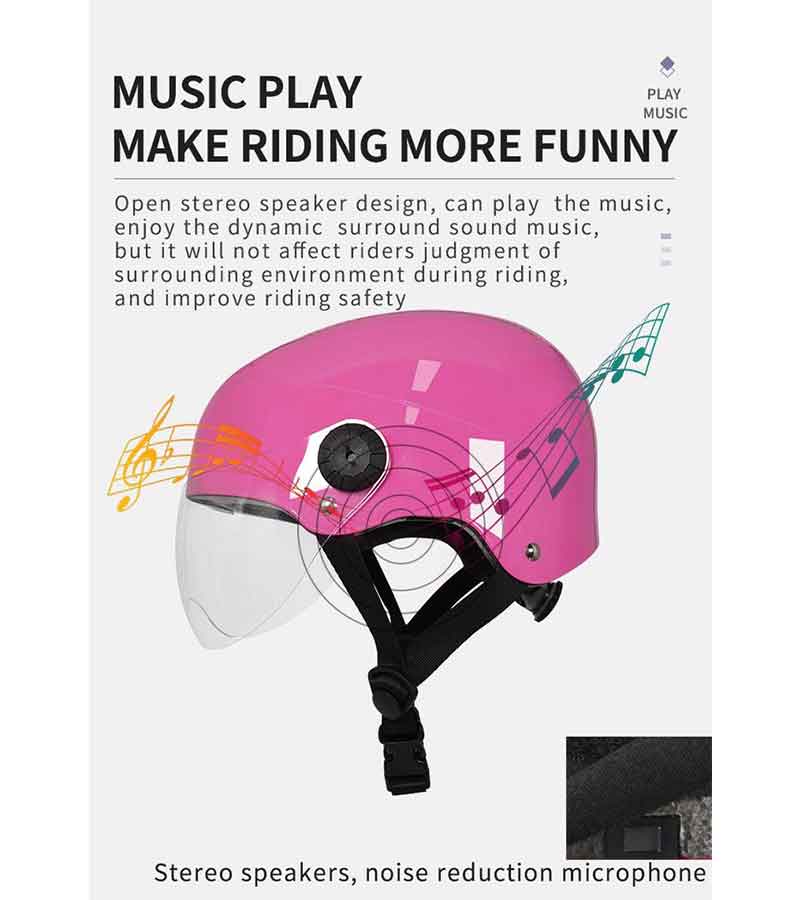 MUSIC PLAY
PLAY
MUSIC
MAKE RIDING MORE FUNNY
Open stereo speaker design, can play the music,
enjoy the dynamic surround sound music,
but it will not affect riders judgment of
surrounding environment during riding,
and improve riding safety
Stereo speakers, noise reduction microphone